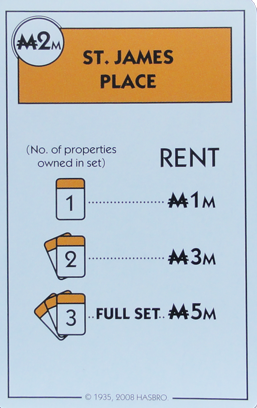 ₩2M
ST. JAMES
PLACE
(No. of properties
owned in set)
RENT
1 ₩1M
2 ₩3M
3 ..FULL SET.. ₩5M
© 1935, 2008 HASBRO